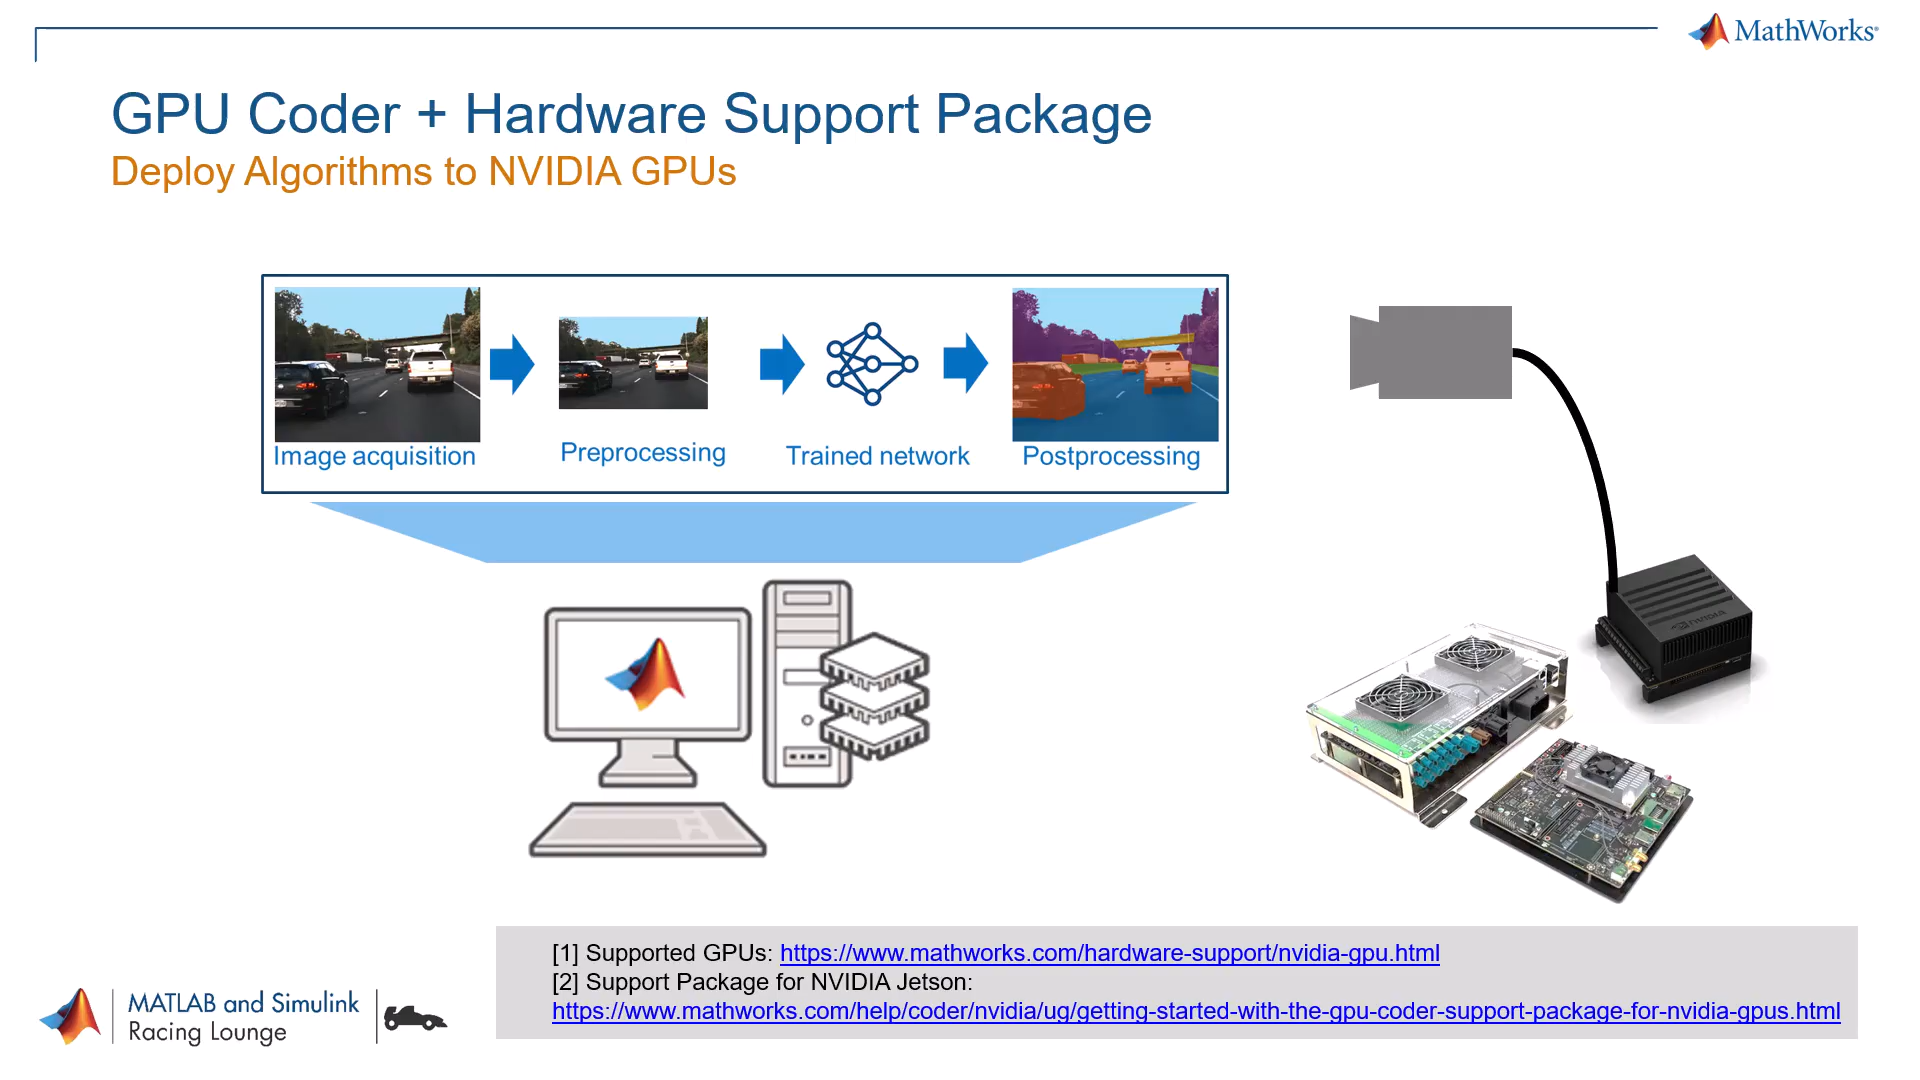 MathWorks®
GPU Coder + Hardware Support Package
Deploy Algorithms to NVIDIA GPUs
Image acquisition
Preprocessing
Trained network
Postprocessing
NVIDIA
[1] Supported GPUs: https://www.mathworks.com/hardware-support/nvidia-gpu.html
[2] Support Package for NVIDIA Jetson:
https://www.mathworks.com/help/coder/nvidia/ug/getting-started-with-the-gpu-coder-support-package-for-nvidia-gpus.html
MATLAB and Simulink
Racing Lounge